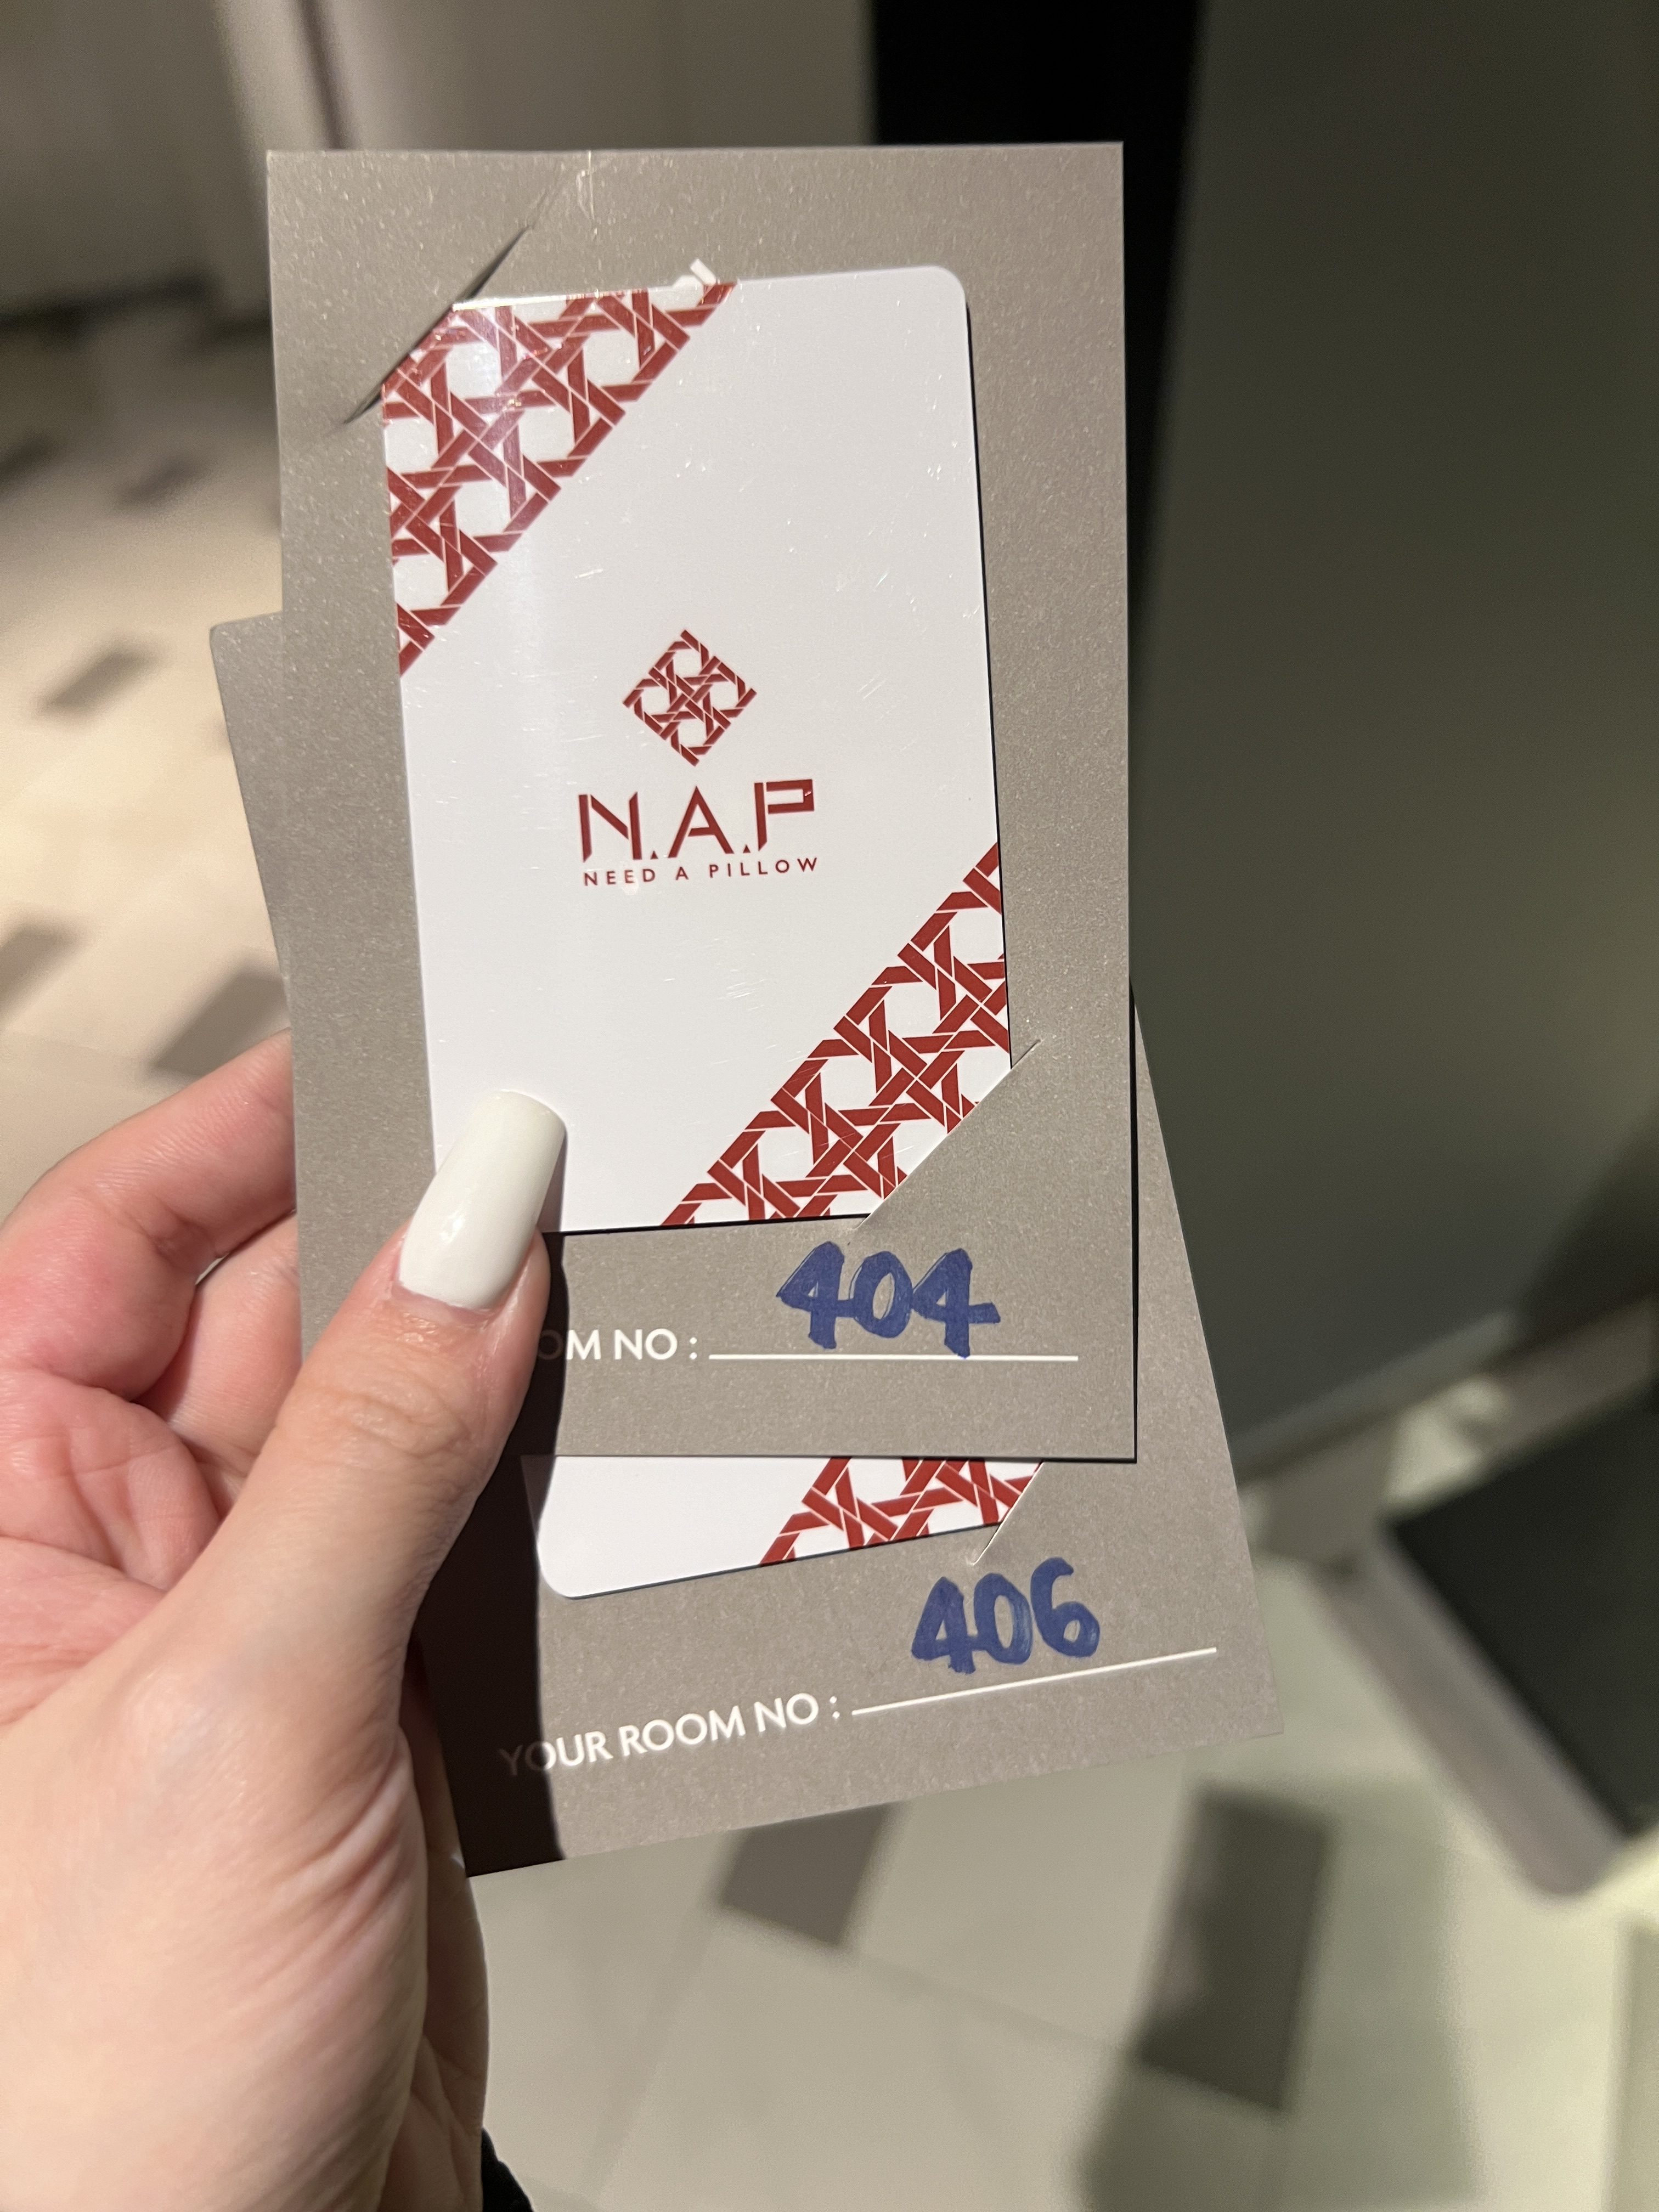 N.A.P
NEED A PILLOW
404
OM NO :
406
YOUR ROOM NO :